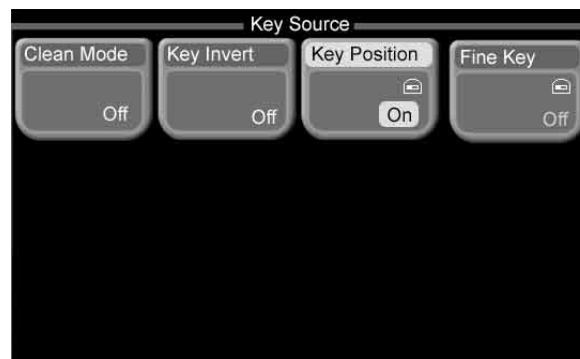 Key Source
Clean Mode Key Invert Key Position Fine Key
Off Off On Off